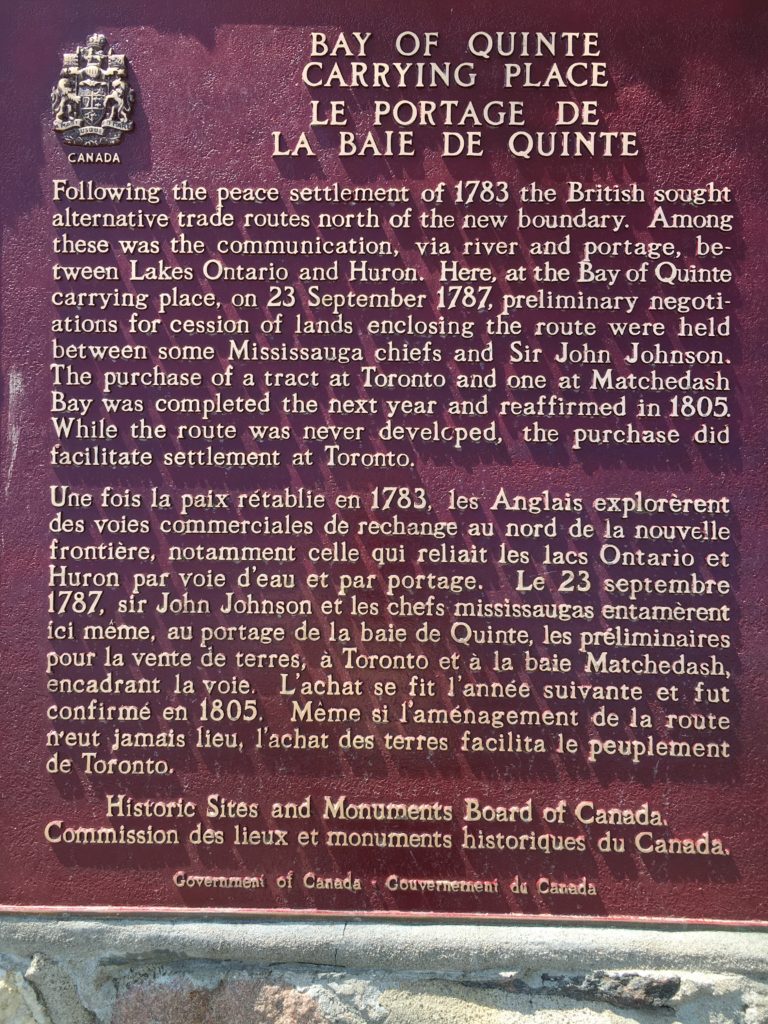 BAY OF QUINTE
CARRYING PLACE
LE PORTAGE DE
LA BAIE DE QUINTE
CANADA
Following the peace settlement of 1783 the British sought
alternative trade routes north of the new boundary. Among
these was the communication, via river and portage, be-
tween Lakes Ontario and Huron. Here, at the Bay of Quinte
carrying place, on 23 September 1787, preliminary negoti-
ations for cession of lands enclosing the route were held
between some Mississauga chiefs and Sir John Johnson.
The purchase of a tract at Toronto and one at Matchedash
Bay was completed the next year and reaffirmed in 1805.
While the route was never developed, the purchase did
facilitate settlement at Toronto.
Une fois la paix rétablie en 1783, les Anglais explorèrent
des voies commerciales de rechange au nord de la nouvelle
frontière, notamment celle qui reliait les lacs Ontario et
Huron par voie d'eau et par portage. Le 23 septembre
1787, sir John Johnson et les chefs mississaugas entamèrent
ici même, au portage de la baie de Quinte, les préliminaires
pour la vente de terres, à Toronto et à la baie Matchedash,
encadrant la voie. L'achat se fit l'année suivante et fut
confirmé en 1805. Même si l'aménagement de la route
n'eut jamais lieu, l'achat des terres facilita le peuplement
de Toronto.
Historic Sites and Monuments Board of Canada.
Commission des lieux et monuments historiques du Canada.
Government of Canada · Gouvernement du Canada